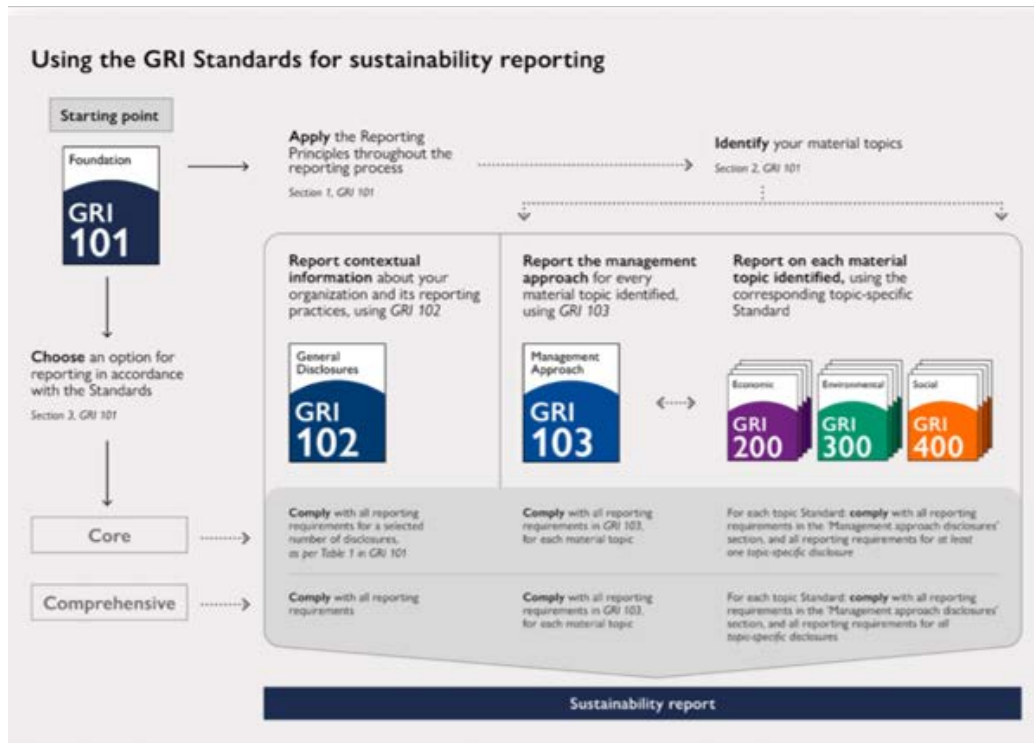 Using the GRI Standards for sustainability reporting
Starting point
Foundation
GRI
101
Apply the Reporting
Principles throughout the
reporting process
Section 1, GRI 101
Identify your material topics
Section 2, GRI 101
Choose an option for
reporting in accordance
with the Standards
Section 3, GRI 101
Report contextual
information about your
organization and its reporting
practices, using GRI 102
General
Disclosures
GRI
102
Report the management
approach for every
material topic identified,
using GRI 103
Management
Approach
GRI
103
Report on each material
topic identified, using the
corresponding topic-specific
Standard
Economic
GRI
200
Environmental
GRI
300
Social
GRI
400
Core
Comply with all reporting
requirements for a selected
number of disclosures,
as per Table 1 in GRI 101
Comply with all reporting
requirements in GRI 103,
for each material topic
For each topic Standard: comply with all reporting
requirements in the 'Management approach disclosures'
section, and all reporting requirements for at least
one topic-specific disclosure
Comprehensive
Comply with all reporting
requirements
Comply with all reporting
requirements in GRI 103,
for each material topic
For each topic Standard: comply with all reporting
requirements in the 'Management approach disclosures'
section, and all reporting requirements for all
topic-specific disclosures
Sustainability report